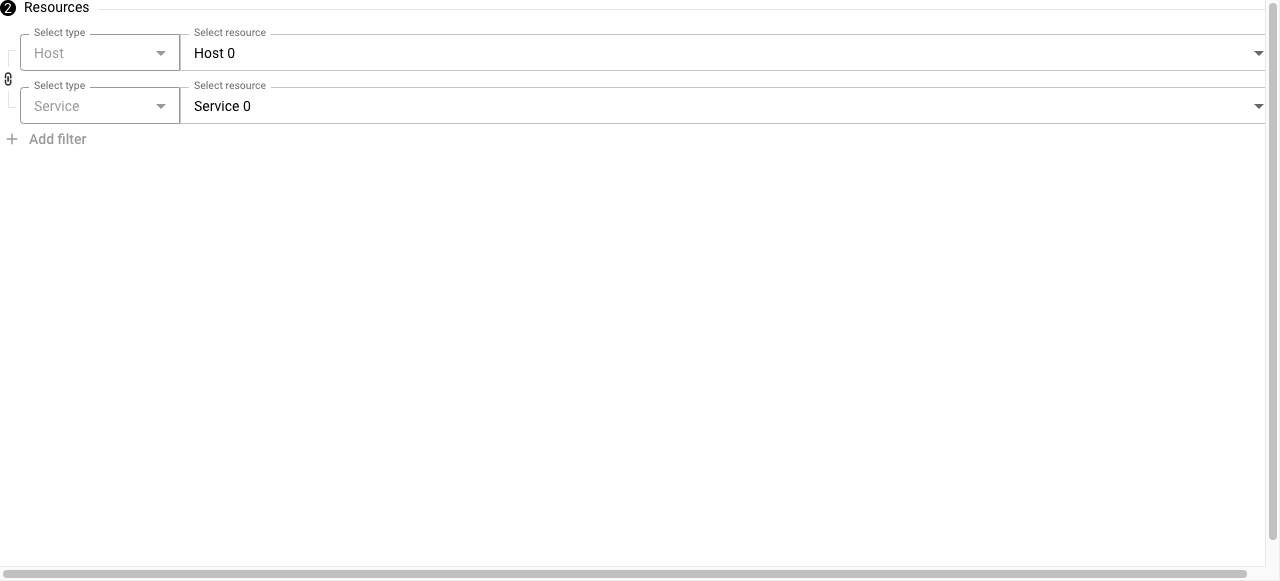 2 Resources
Select type Select resource
Host Host 0
Select type Select resource
Service Service 0
Add filter